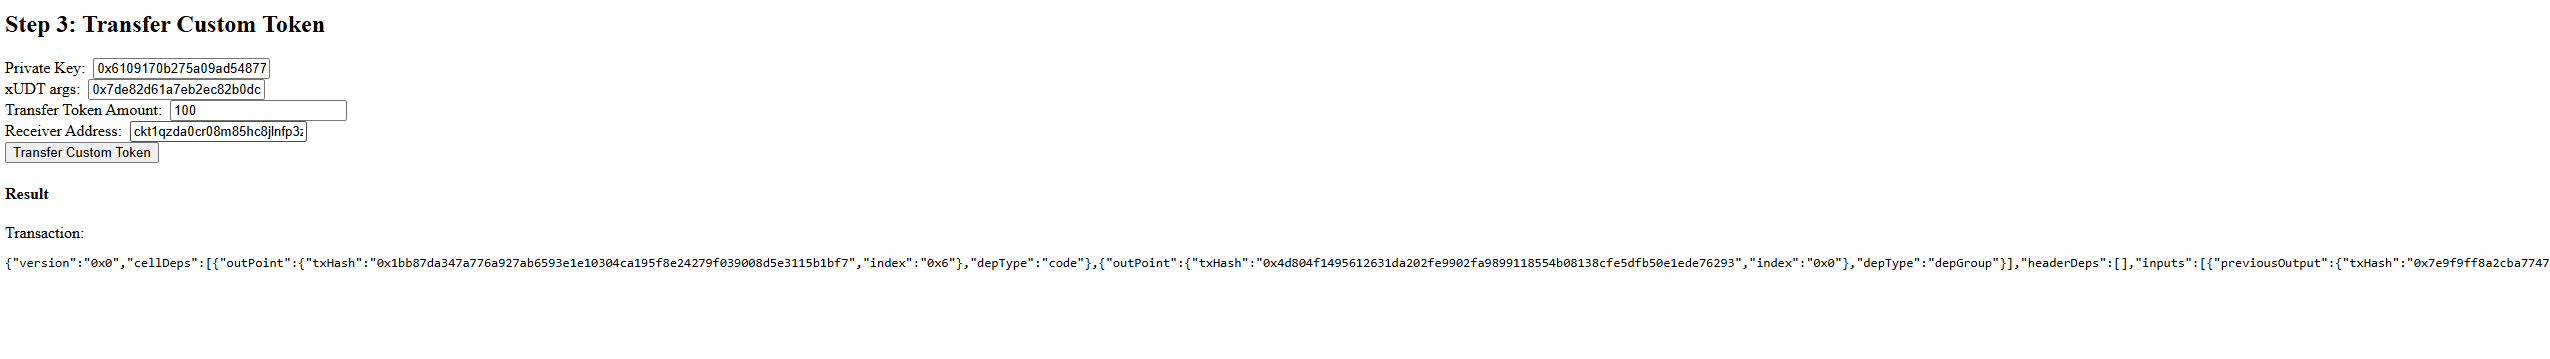 Step 3: Transfer Custom Token
Private Key: 0x6109170b275a09ad54877
xUDT args: 0x7de82d61a7eb2ec82b0dc
Transfer Token Amount: 100
Receiver Address: ckt1qzda0cr08m85hc8jlnfp3z
Transfer Custom Token
Result
Transaction:
{"version":"0x0","cellDeps":[{"outPoint":{"txHash":"0x1bb87da347a776a927ab6593e1e10304ca195f8e24279f039008d5e3115b1bf7","index":"0x6"},"depType":"code"},{"outPoint":{"txHash":"0x4d804f1495612631da202fe9902fa9899118554b08138cfe5dfb50e1ede76293","index":"0x0"},"depType":"depGroup"}],"headerDeps":[],"inputs":[{"previousOutput":{"txHash":"0x7e9f9ff8a2cba7747